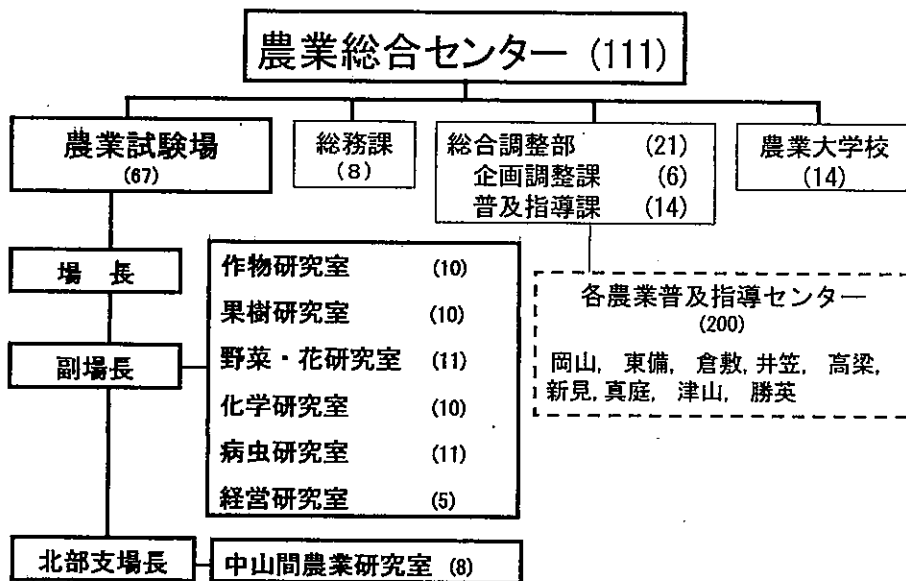 農業総合センター (111)
農業試験場
(67)
総務課
(8)
総合調整部 (21)
企画調整課 (6)
普及指導課 (14)
農業大学校
(14)
場 長
副場長
作物研究室 (10)
果樹研究室 (10)
野菜・花研究室 (11)
化学研究室 (10)
病虫研究室 (11)
経営研究室 (5)
各農業普及指導センター
(200)
岡山, 東備, 倉敷, 井笠, 高梁,
新見, 真庭, 津山, 勝英
北部支場長
中山間農業研究室 (8)